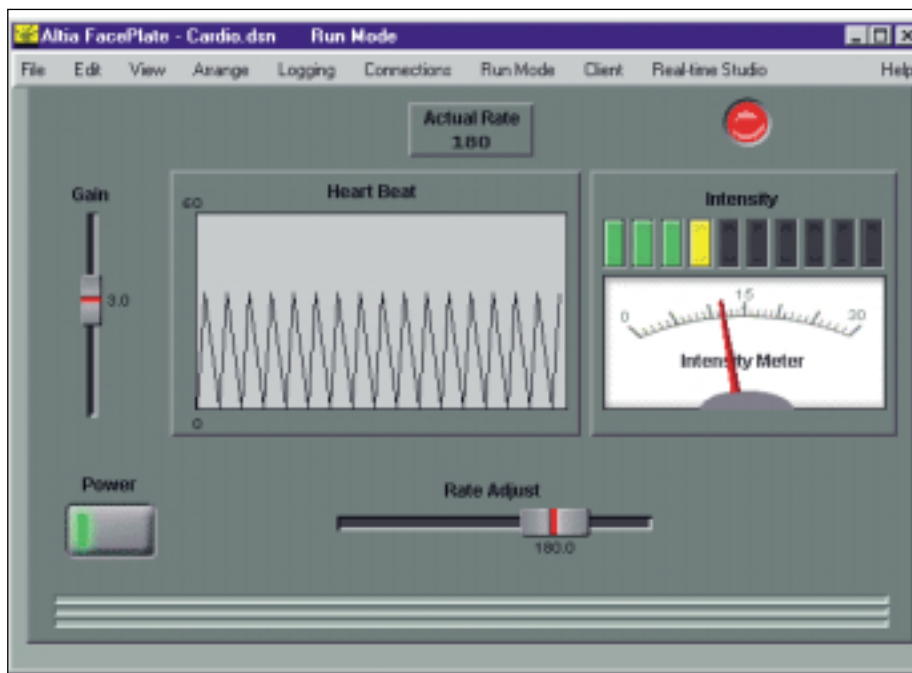 Altia FacePlate - Cardio.dsn Run Mode
File Edit View Arrange Logging Connections Run Mode Client Real-time Studio Help
Actual Rate
180
Gain
3.0
Heart Beat
60
0
Intensity
0 15 30
Intensity Meter
Power
Rate Adjust
180.0